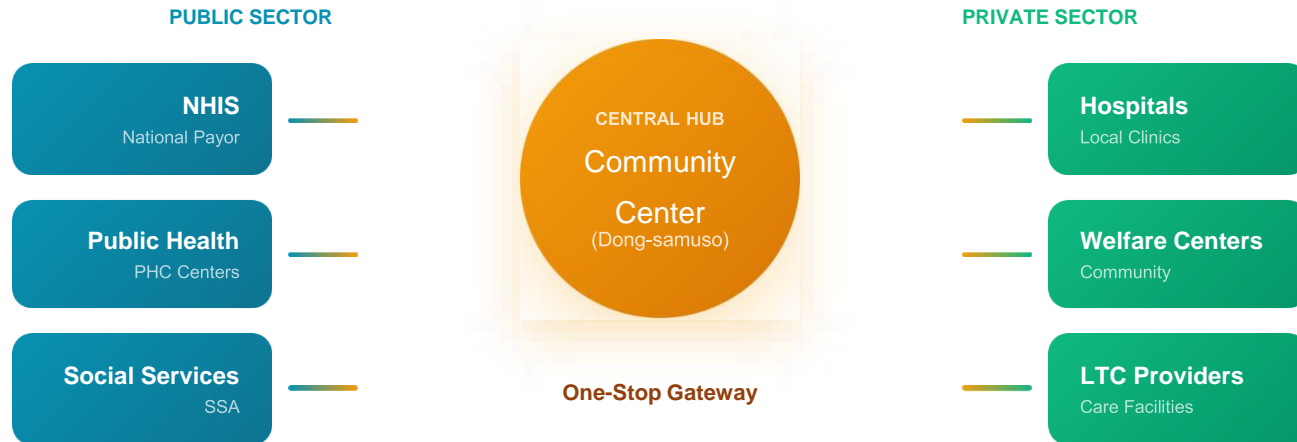 PUBLIC SECTOR
NHIS
National Payor
Public Health
PHC Centers
Social Services
SSA
CENTRAL HUB
Community
Center
(Dong-samuso)
One-Stop Gateway
PRIVATE SECTOR
Hospitals
Local Clinics
Welfare Centers
Community
LTC Providers
Care Facilities